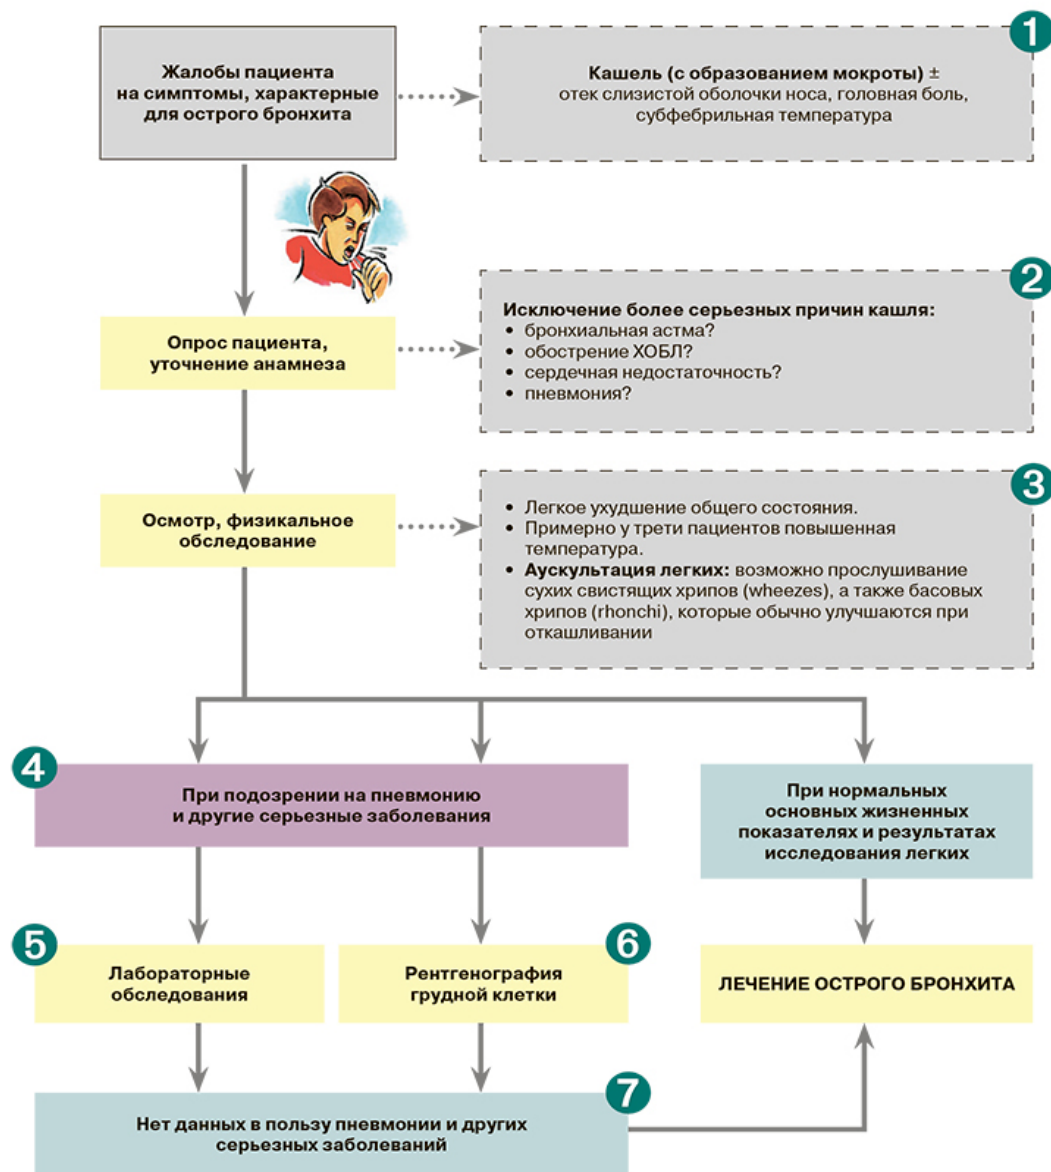 1
Жалобы пациента
на симптомы, характерные
для острого бронхита
Кашель (с образованием мокроты) ±
отек слизистой оболочки носа, головная боль,
субфебрильная температура
2
Опрос пациента,
уточнение анамнеза
Исключение более серьезных причин кашля:
• бронхиальная астма?
• обострение ХОБЛ?
• сердечная недостаточность?
• пневмония?
3
Осмотр, физикальное
обследование
• Легкое ухудшение общего состояния.
• Примерно у трети пациентов повышенная
температура.
• Аускультация легких: возможно прослушивание
сухих свистящих хрипов (wheezes), а также басовых
хрипов (rhonchi), которые обычно улучшаются при
откашливании
4
При подозрении на пневмонию
и другие серьезные заболевания
При нормальных
основных жизненных
показателях и результатах
исследования легких
5
Лабораторные
обследования
6
Рентгенография
грудной клетки
ЛЕЧЕНИЕ ОСТРОГО БРОНХИТА
7
Нет данных в пользу пневмонии и других
серьезных заболеваний